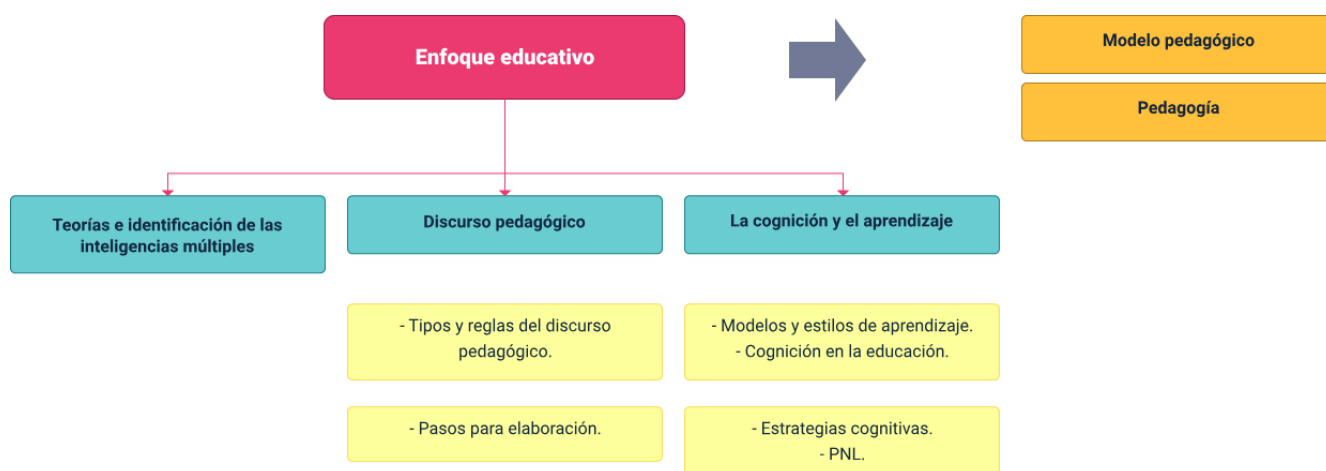 Enfoque educativo
Modelo pedagógico
Pedagogía
Teorías e identificación de las
inteligencias múltiples
Discurso pedagógico
La cognición y el aprendizaje
- Tipos y reglas del discurso
pedagógico.
- Modelos y estilos de aprendizaje.
- Cognición en la educación.
- Pasos para elaboración.
- Estrategias cognitivas.
- PNL.